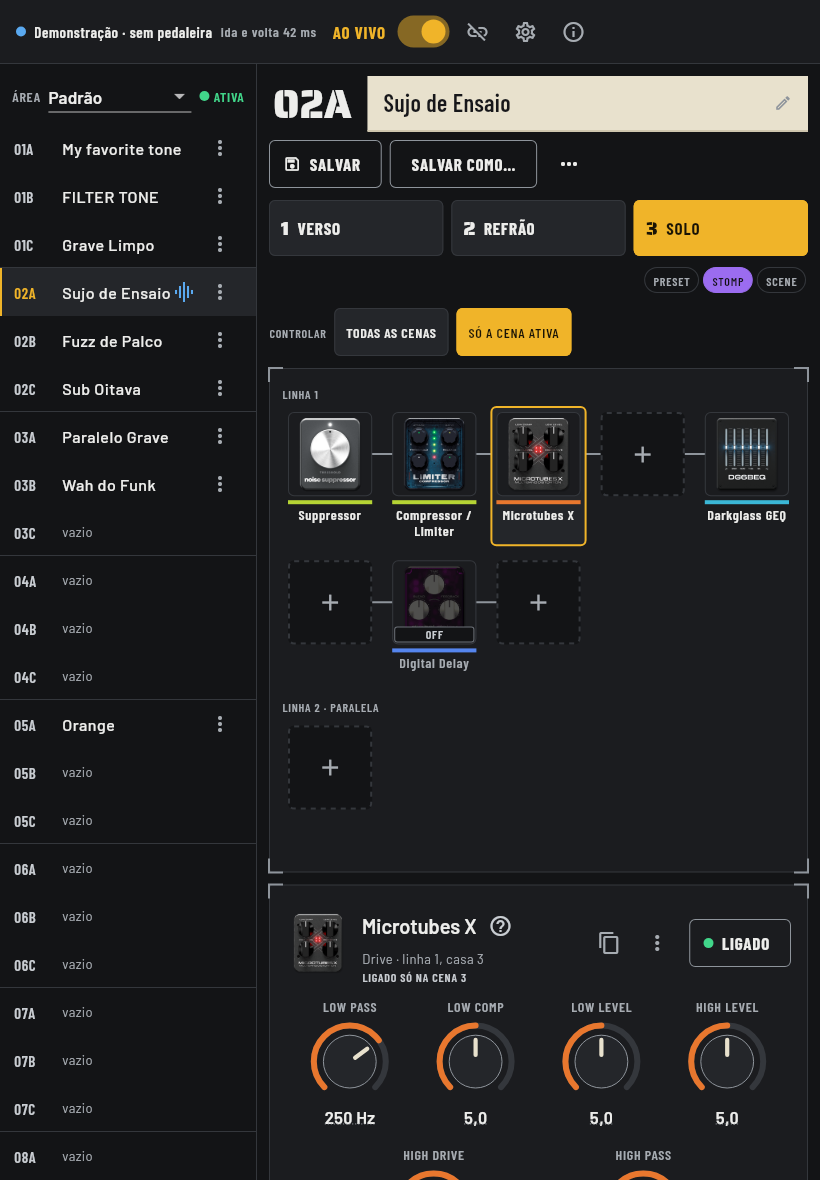 Demonstração · sem pedaleira Ida e volta 42 ms AO VIVO
ÁREA Padrão ATIVA
01A My favorite tone
01B FILTER TONE
01C Grave Limpo
02A Sujo de Ensaio
02B Fuzz de Palco
02C Sub Oitava
03A Paralelo Grave
03B Wah do Funk
03C vazio
04A vazio
04B vazio
04C vazio
05A Orange
05B vazio
05C vazio
06A vazio
06B vazio
06C vazio
07A vazio
07B vazio
07C vazio
08A vazio
02A Sujo de Ensaio
SALVAR SALVAR COMO...
1 VERSO 2 REFRÃO 3 SOLO
PRESET STOMP SCENE
CONTROLAR TODAS AS CENAS SÓ A CENA ATIVA
LINHA 1
noise suppressor LIMITER COMPRESSOR MICROTUBES X DG6BEQ
Suppressor Compressor / Limiter Microtubes X Darkglass GEQ
OFF
Digital Delay
LINHA 2 · PARALELA
Microtubes X
Drive · linha 1, casa 3
LIGADO SÓ NA CENA 3
LIGADO
LOW PASS LOW COMP LOW LEVEL HIGH LEVEL
250 Hz 5,0 5,0 5,0
HIGH DRIVE HIGH PASS